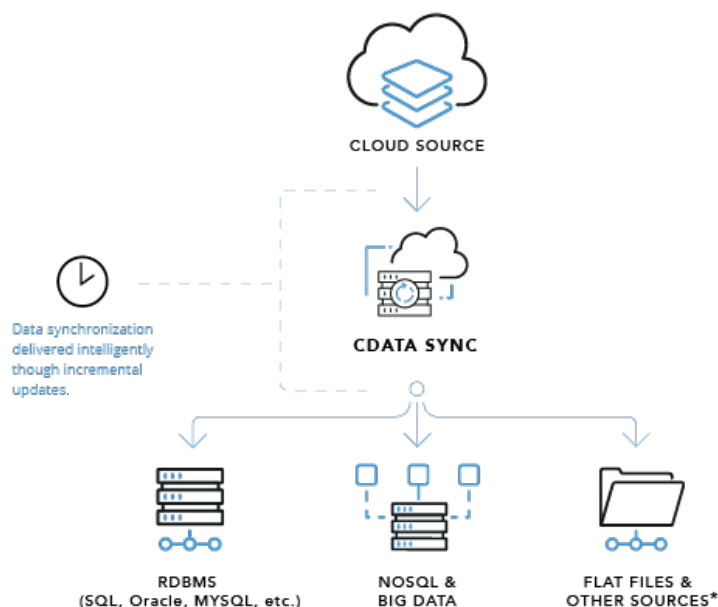 CLOUD SOURCE
Data synchronization
delivered intelligently
though incremental
updates.
CDATA SYNC
RDBMS
(SQL, Oracle, MYSQL, etc.)
NOSQL &
BIG DATA
FLAT FILES &
OTHER SOURCES*